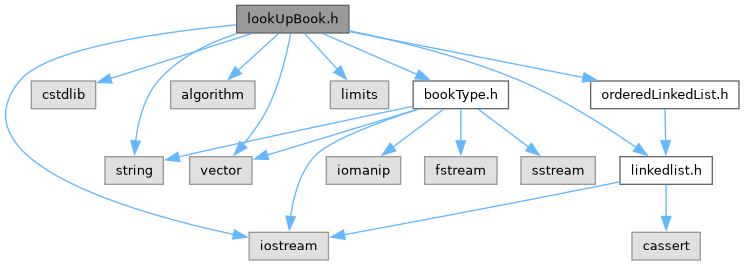 lookUpBook.h
cstdlib
algorithm
limits
bookType.h
orderedLinkedList.h
string
vector
iomanip
fstream
sstream
linkedlist.h
iostream
cassert